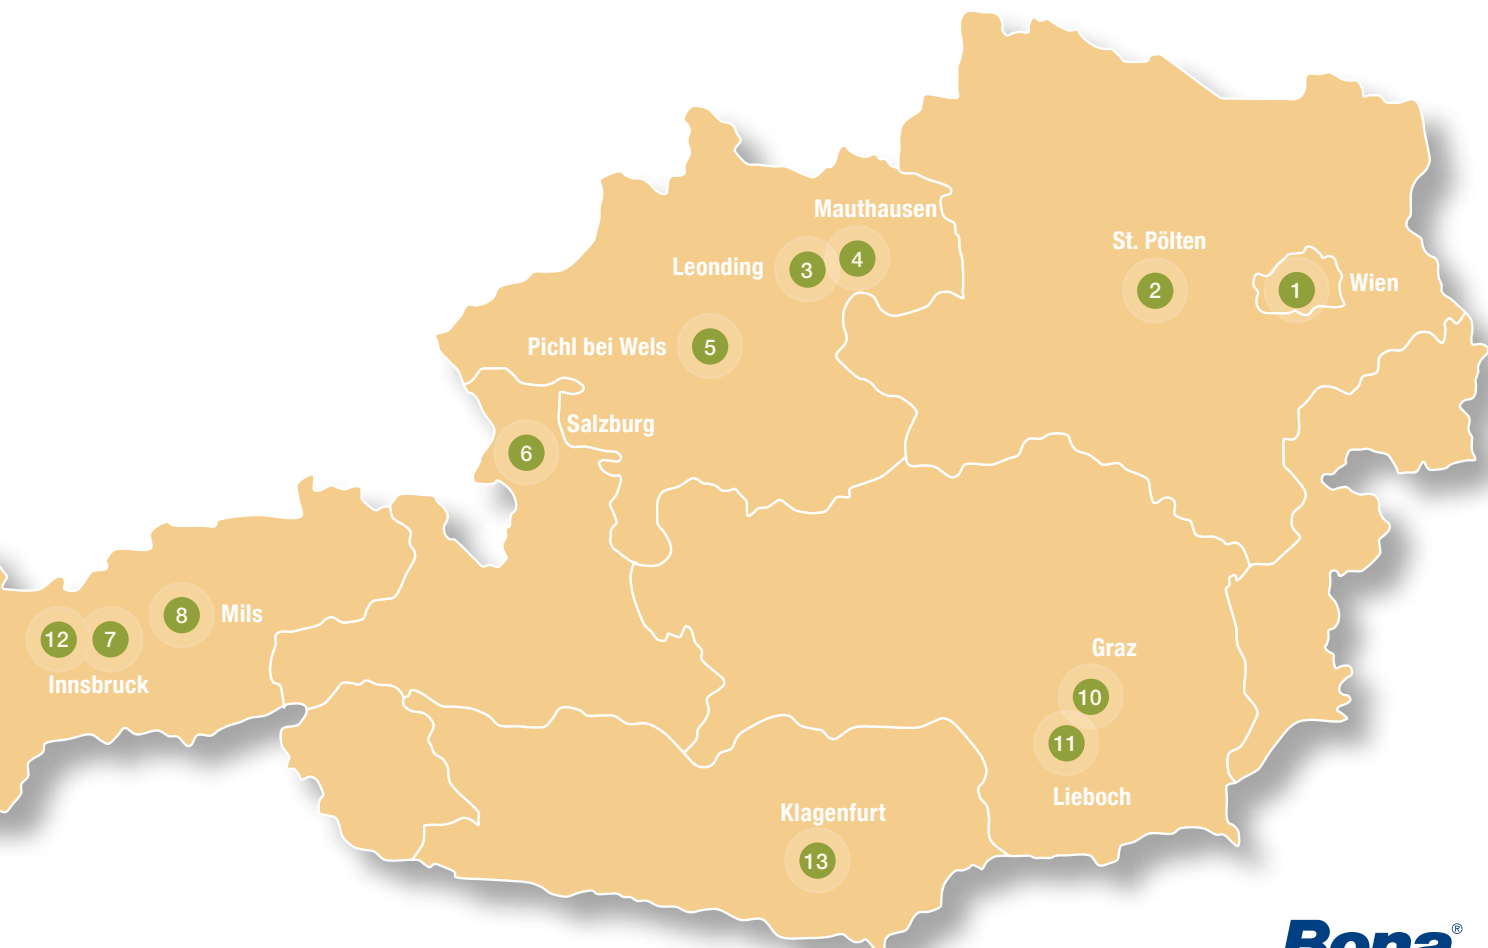 Mauthausen
St. Pölten
Leonding
3
4
2
1
Wien
Pichl bei Wels
5
Salzburg
6
8
Mils
12
7
Innsbruck
Graz
10
11
Lieboch
Klagenfurt
13
Bona®